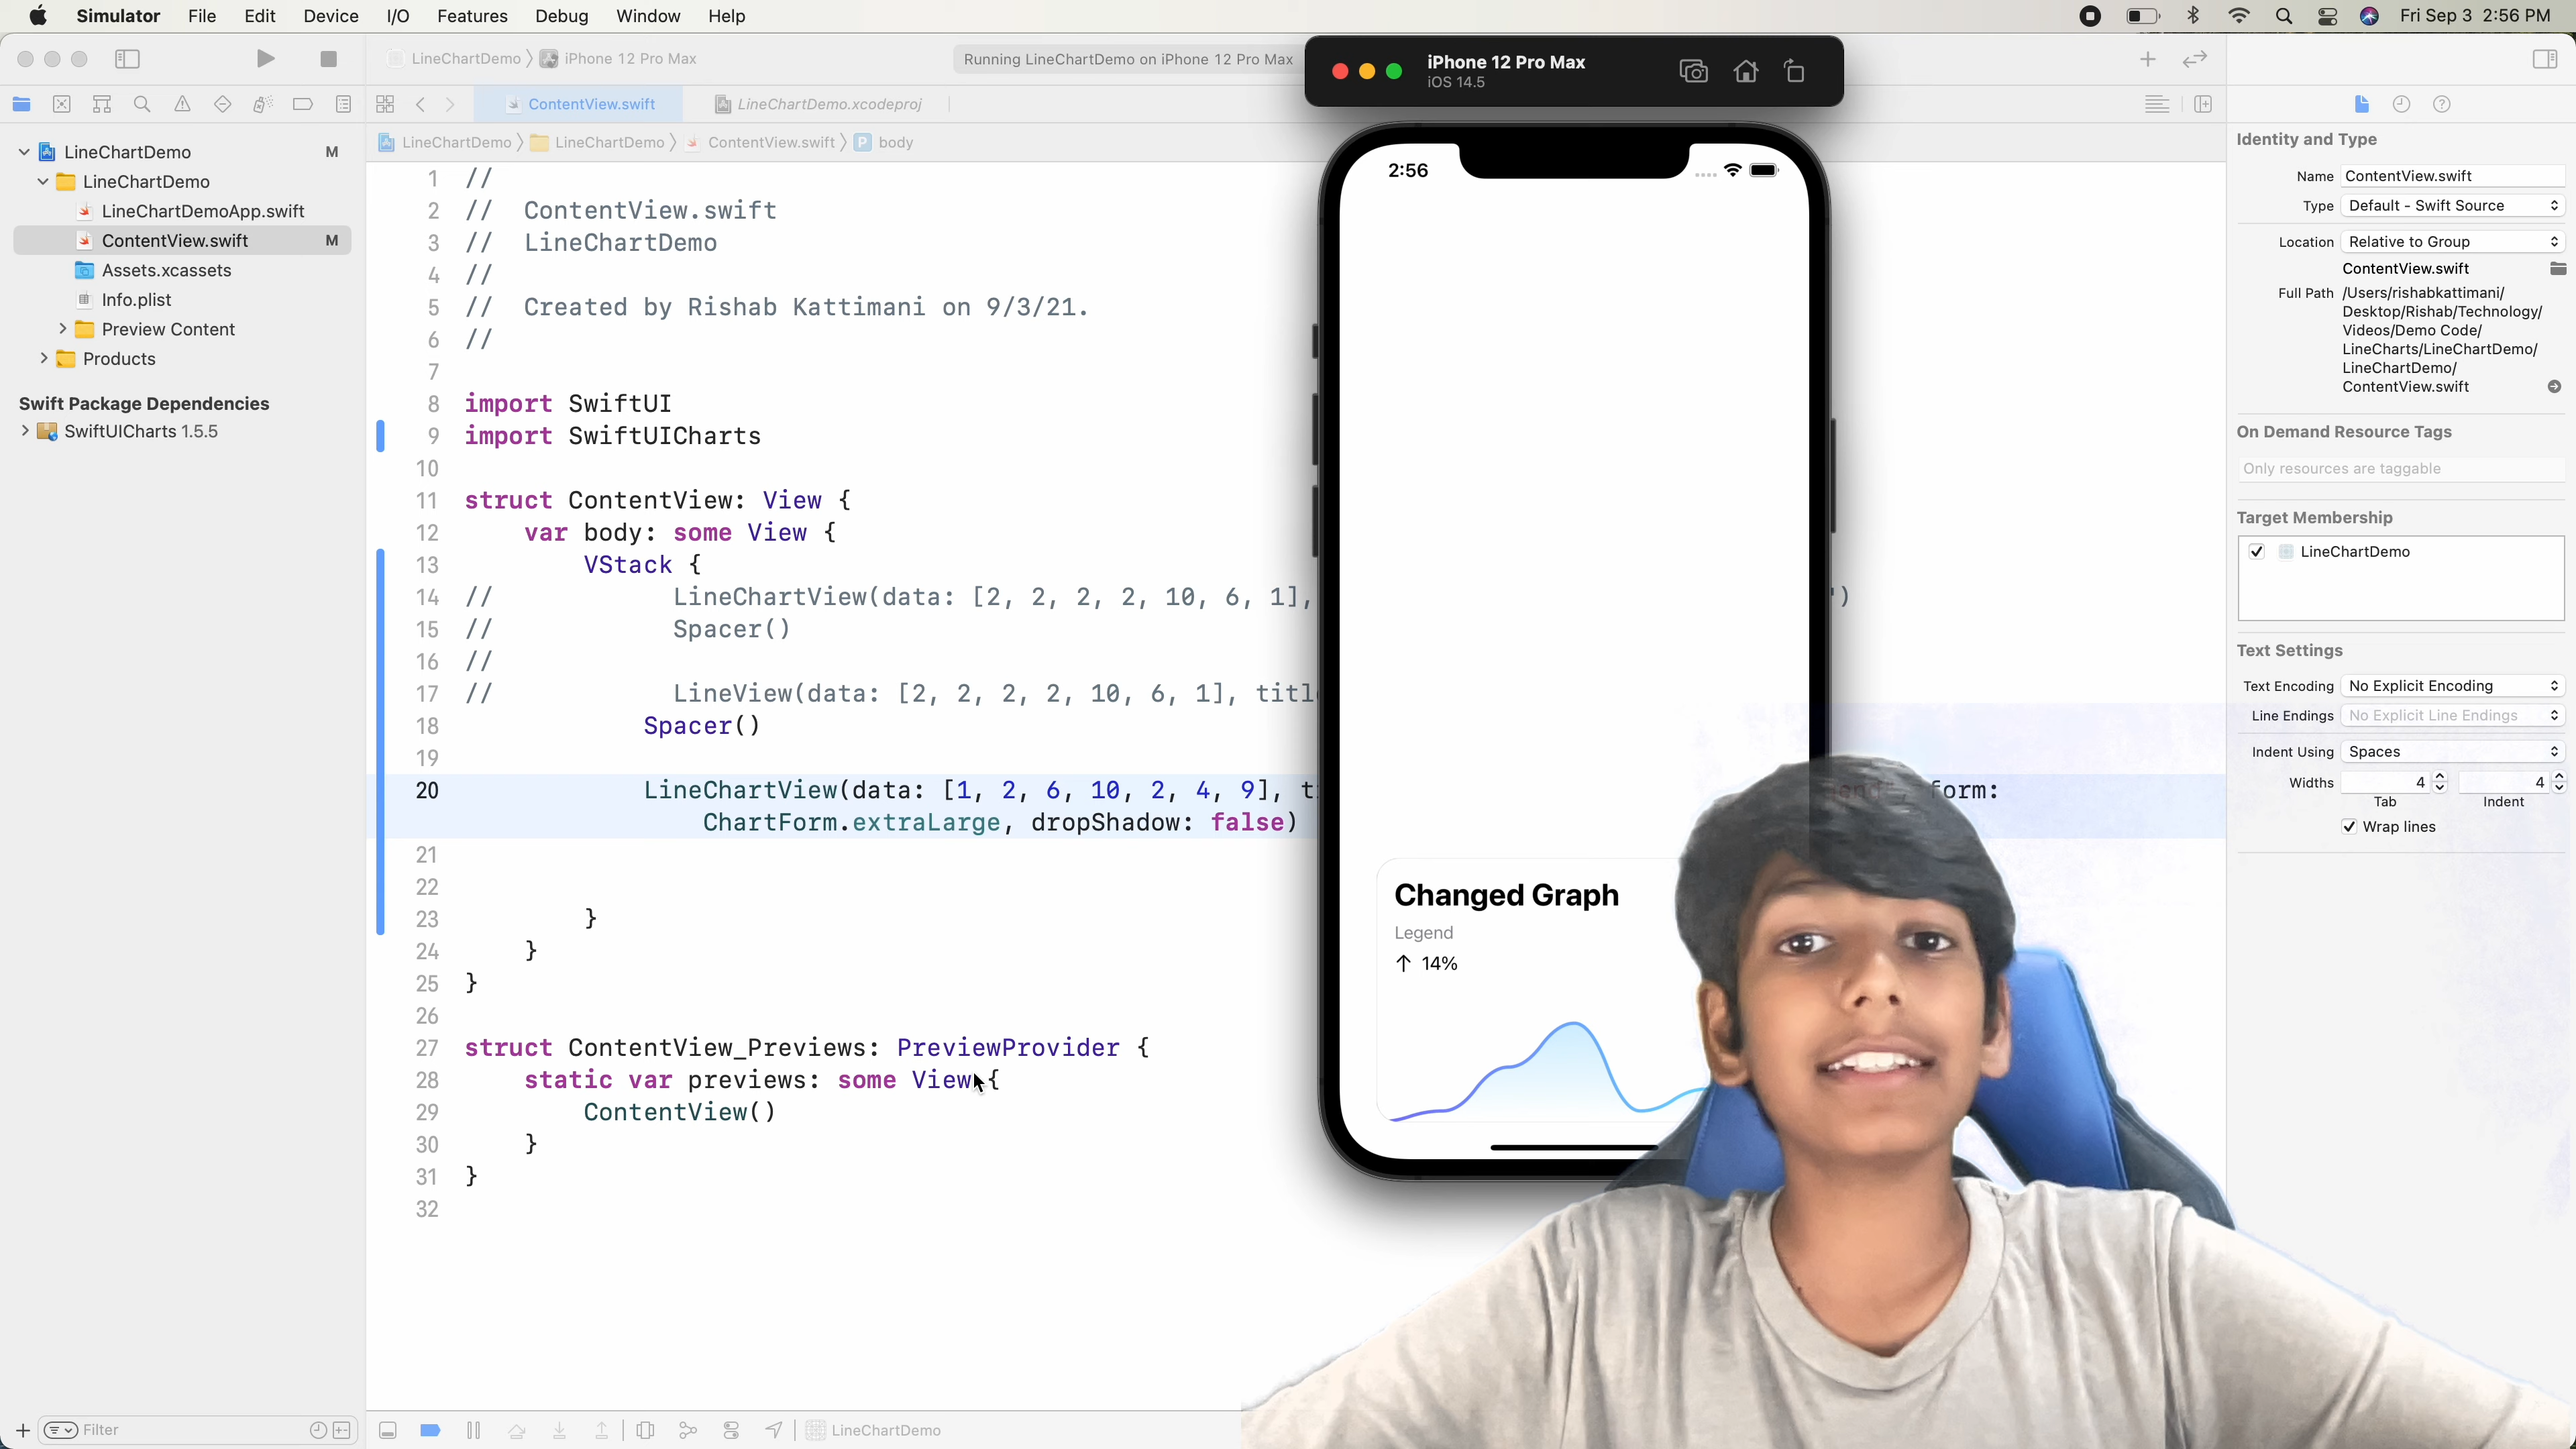 Simulator File Edit Device I/O Features Debug Window Help
Fri Sep 3 2:56 PM
LineChartDemo 〉 iPhone 12 Pro Max
Running LineChartDemo on iPhone 12 Pro Max
iPhone 12 Pro Max
iOS 14.5
ContentView.swift
LineChartDemo.xcodeproj
LineChartDemo 〉 LineChartDemo 〉 ContentView.swift 〉 P body
LineChartDemo M
LineChartDemo
LineChartDemoApp.swift
ContentView.swift M
Assets.xcassets
Info.plist
Preview Content
Products
Swift Package Dependencies
SwiftUICharts 1.5.5
1 //
2 // ContentView.swift
3 // LineChartDemo
4 //
5 // Created by Rishab Kattimani on 9/3/21.
6 //
7
8 import SwiftUI
9 import SwiftUICharts
10
11 struct ContentView: View {
12 var body: some View {
13 VStack {
14 // LineChartView(data: [2, 2, 2, 2, 10, 6, 1], ")
15 // Spacer()
16 //
17 // LineView(data: [2, 2, 2, 2, 10, 6, 1], titl
18 Spacer()
19
20 LineChartView(data: [1, 2, 6, 10, 2, 4, 9], form:
ChartForm.extraLarge, dropShadow: false)
21
22
23 }
24 }
25 }
26
27 struct ContentView_Previews: PreviewProvider {
28 static var previews: some View {
29 ContentView()
30 }
31 }
32
2:56
Changed Graph
Legend
↑ 14%
Identity and Type
Name ContentView.swift
Type Default - Swift Source
Location Relative to Group
ContentView.swift
Full Path /Users/rishabkattimani/
Desktop/Rishab/Technology/
Videos/Demo Code/
LineCharts/LineChartDemo/
LineChartDemo/
ContentView.swift
On Demand Resource Tags
Only resources are taggable
Target Membership
LineChartDemo
Text Settings
Text Encoding No Explicit Encoding
Line Endings No Explicit Line Endings
Indent Using Spaces
Widths 4 4
Tab Indent
Wrap lines
Filter
LineChartDemo